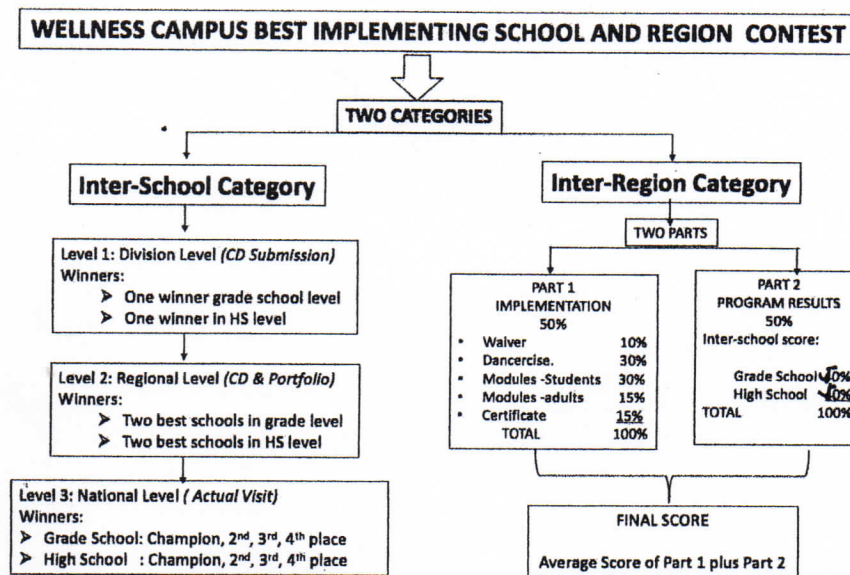 WELLNESS CAMPUS BEST IMPLEMENTING SCHOOL AND REGION CONTEST
TWO CATEGORIES
Inter-School Category
Level 1: Division Level (CD Submission)
Winners:
➢ One winner grade school level
➢ One winner in HS level
Level 2: Regional Level (CD & Portfolio)
Winners:
➢ Two best schools in grade level
➢ Two best schools in HS level
Level 3: National Level ( Actual Visit)
Winners:
➢ Grade School: Champion, 2nd, 3rd, 4th place
➢ High School : Champion, 2nd, 3rd, 4th place
Inter-Region Category
TWO PARTS
PART 1
IMPLEMENTATION
50%
• Waiver 10%
• Dancercise. 30%
• Modules -Students 30%
• Modules -adults 15%
• Certificate 15%
TOTAL 100%
PART 2
PROGRAM RESULTS
50%
Inter-school score:
Grade School
High School
TOTAL 100%
FINAL SCORE
Average Score of Part 1 plus Part 2